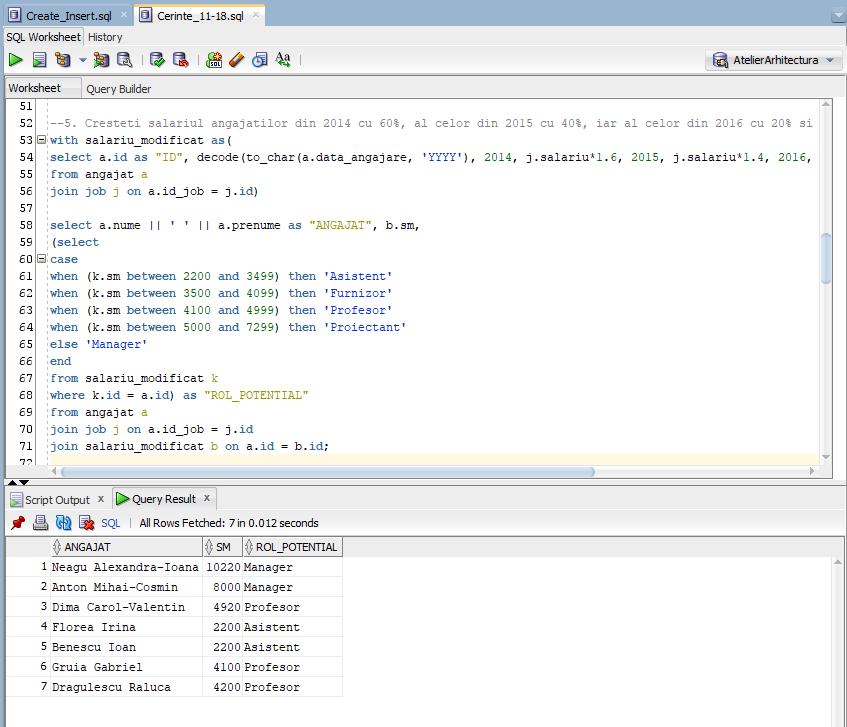 Create_Insert.sql Cerinte_11-18.sql
SQL Worksheet History
SQL Aa AtelierArhitectura
Worksheet Query Builder
51
52 --5. Cresteti salariul angajatilor din 2014 cu 60%, al celor din 2015 cu 40%, iar al celor din 2016 cu 20% si
53 with salariu_modificat as(
54 select a.id as "ID", decode(to_char(a.data_angajare, 'YYYY'), 2014, j.salariu*1.6, 2015, j.salariu*1.4, 2016,
55 from angajat a
56 join job j on a.id_job = j.id)
57
58 select a.nume || ' ' || a.prenume as "ANGAJAT", b.sm,
59 (select
60 case
61 when (k.sm between 2200 and 3499) then 'Asistent'
62 when (k.sm between 3500 and 4099) then 'Furnizor'
63 when (k.sm between 4100 and 4999) then 'Profesor'
64 when (k.sm between 5000 and 7299) then 'Proiectant'
65 else 'Manager'
66 end
67 from salariu_modificat k
68 where k.id = a.id) as "ROL_POTENTIAL"
69 from angajat a
70 join job j on a.id_job = j.id
71 join salariu_modificat b on a.id = b.id;
72
Script Output x Query Result x
SQL | All Rows Fetched: 7 in 0.012 seconds
ANGAJAT SM ROL_POTENTIAL
1 Neagu Alexandra-Ioana 10220 Manager
2 Anton Mihai-Cosmin 8000 Manager
3 Dima Carol-Valentin 4920 Profesor
4 Florea Irina 2200 Asistent
5 Benescu Ioan 2200 Asistent
6 Gruia Gabriel 4100 Profesor
7 Dragulescu Raluca 4200 Profesor